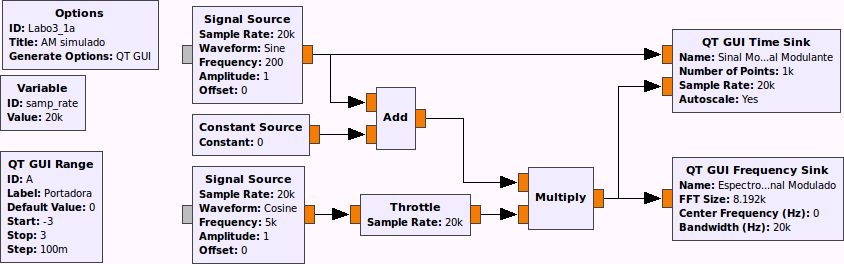 Options
ID: Labo3_1a
Title: AM simulado
Generate Options: QT GUI
Variable
ID: samp_rate
Value: 20k
QT GUI Range
ID: A
Label: Portadora
Default Value: 0
Start: -3
Stop: 3
Step: 100m
Signal Source
Sample Rate: 20k
Waveform: Sine
Frequency: 200
Amplitude: 1
Offset: 0
Constant Source
Constant: 0
Signal Source
Sample Rate: 20k
Waveform: Cosine
Frequency: 5k
Amplitude: 1
Offset: 0
Add
Throttle
Sample Rate: 20k
Multiply
QT GUI Time Sink
Name: Sinal Mo...al Modulante
Number of Points: 1k
Sample Rate: 20k
Autoscale: Yes
QT GUI Frequency Sink
Name: Espectro...nal Modulado
FFT Size: 8.192k
Center Frequency (Hz): 0
Bandwidth (Hz): 20k